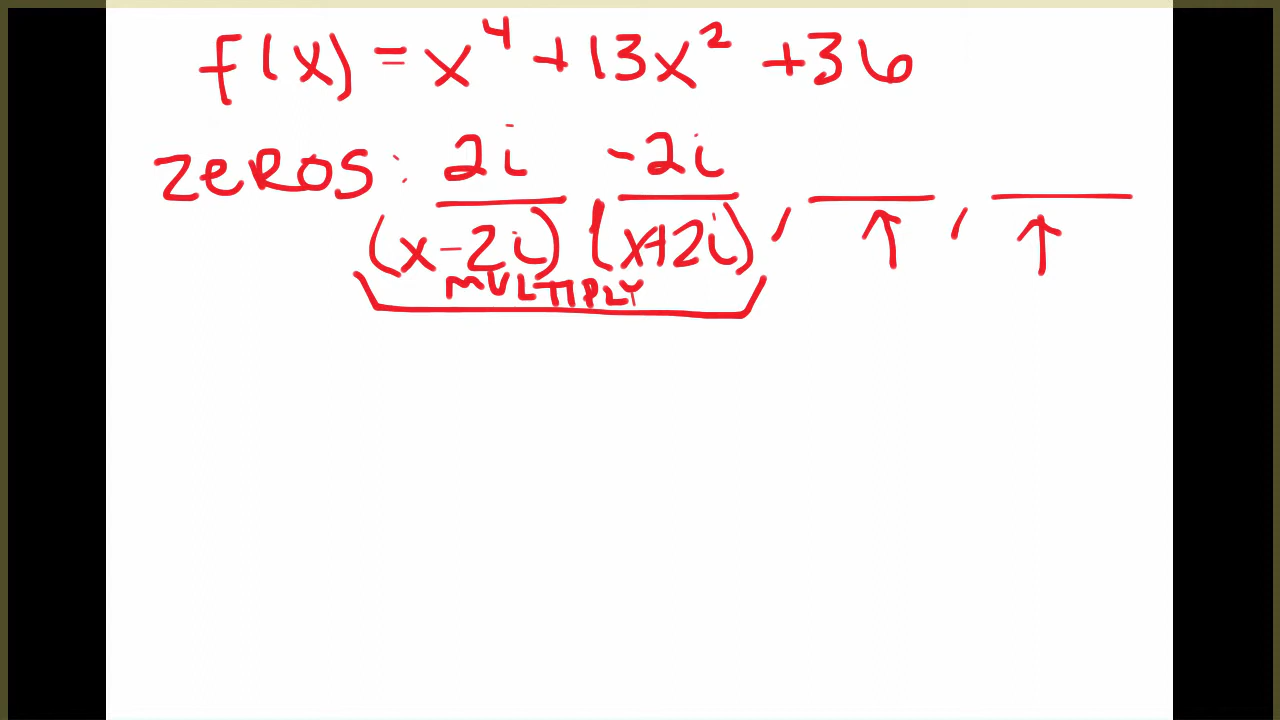 f(x) = x⁴ + 13x² + 36
zeROS: 2i -2i
(x-2i) (x+2i) , ,
MULTIPLY